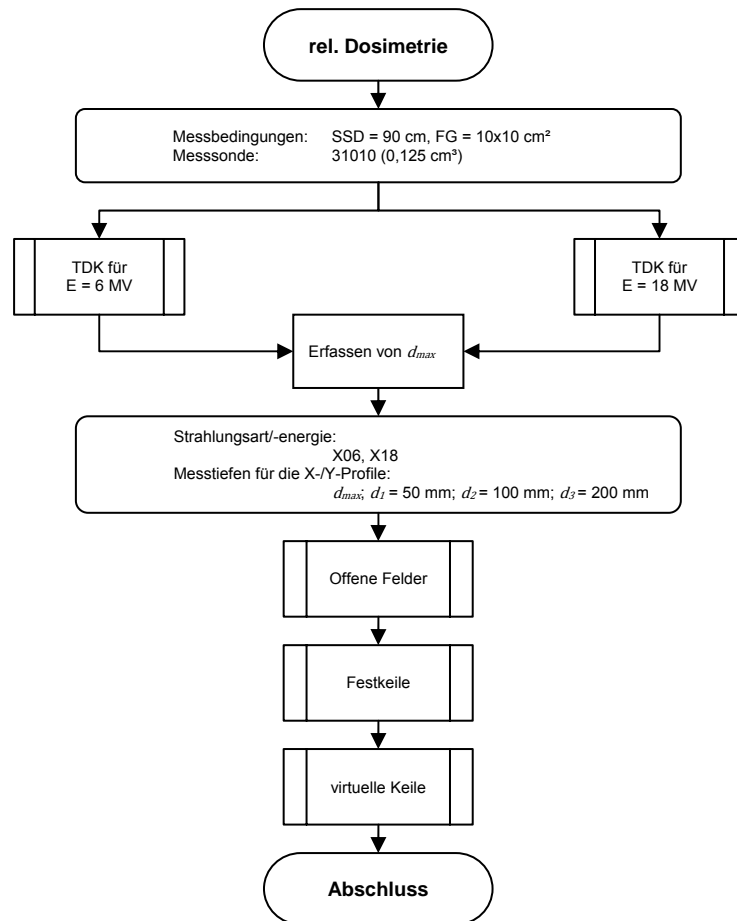 rel. Dosimetrie
Messbedingungen: SSD = 90 cm, FG = 10x10 cm²
Messsonde: 31010 (0,125 cm³)
TDK für
E = 6 MV
TDK für
E = 18 MV
Erfassen von dmax
Strahlungsart/-energie:
X06, X18
Messtiefen für die X-/Y-Profile:
dmax; d1 = 50 mm; d2 = 100 mm; d3 = 200 mm
Offene Felder
Festkeile
virtuelle Keile
Abschluss